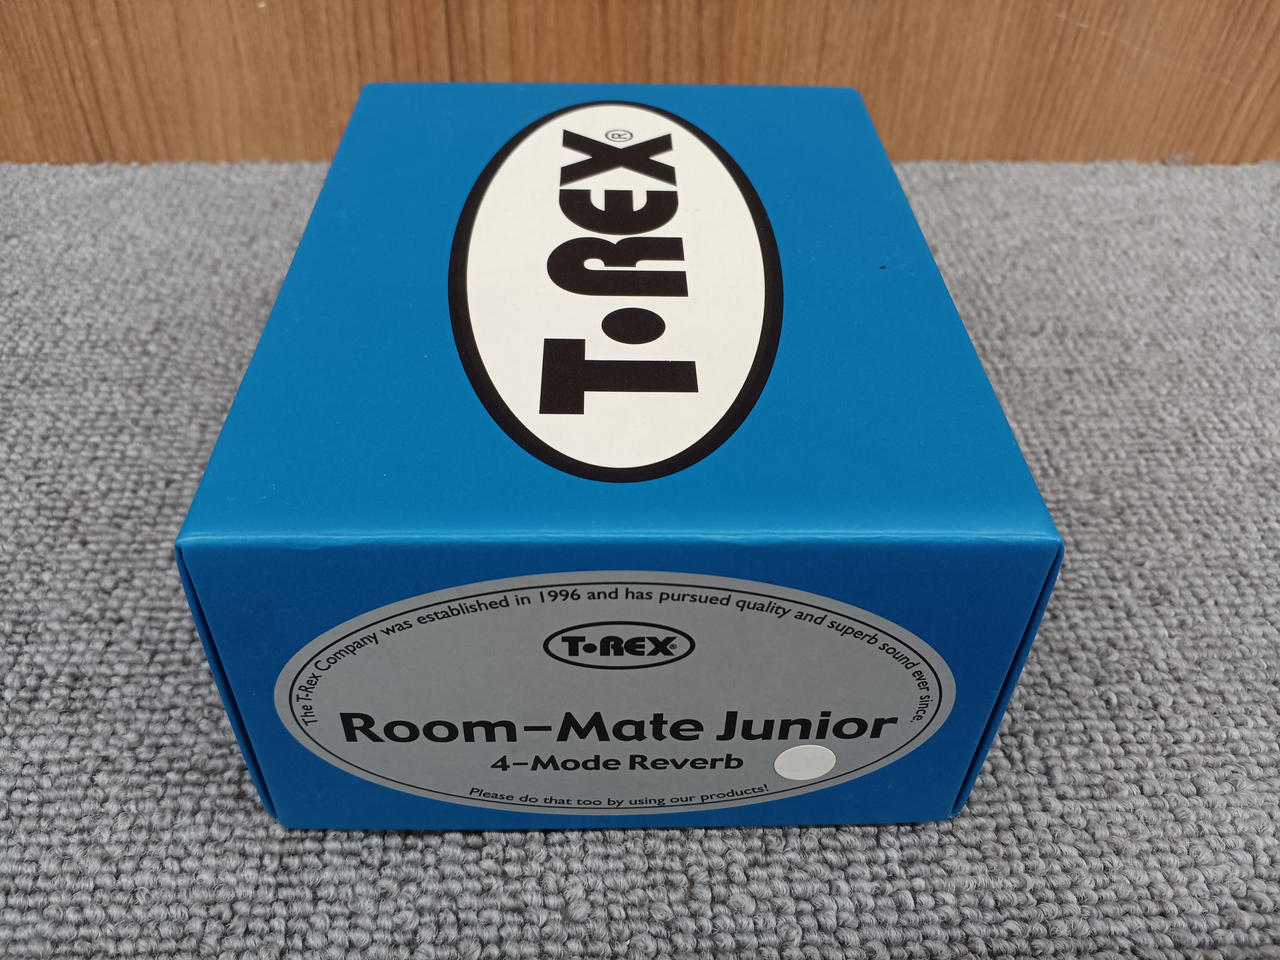 T•REX®
The T-Rex Company was established in 1996 and has pursued quality and superb sound ever since.
T•REX®
Room-Mate Junior
4-Mode Reverb
Please do that too by using our products!